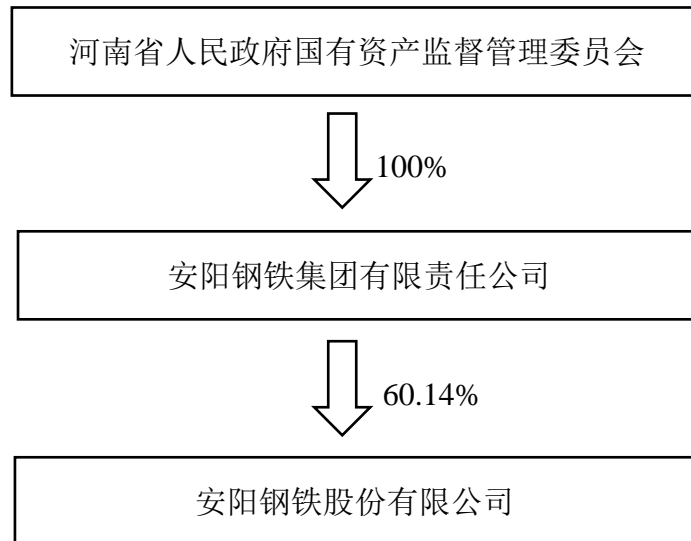 河南省人民政府国有资产监督管理委员会
100%
安阳钢铁集团有限责任公司
60.14%
安阳钢铁股份有限公司